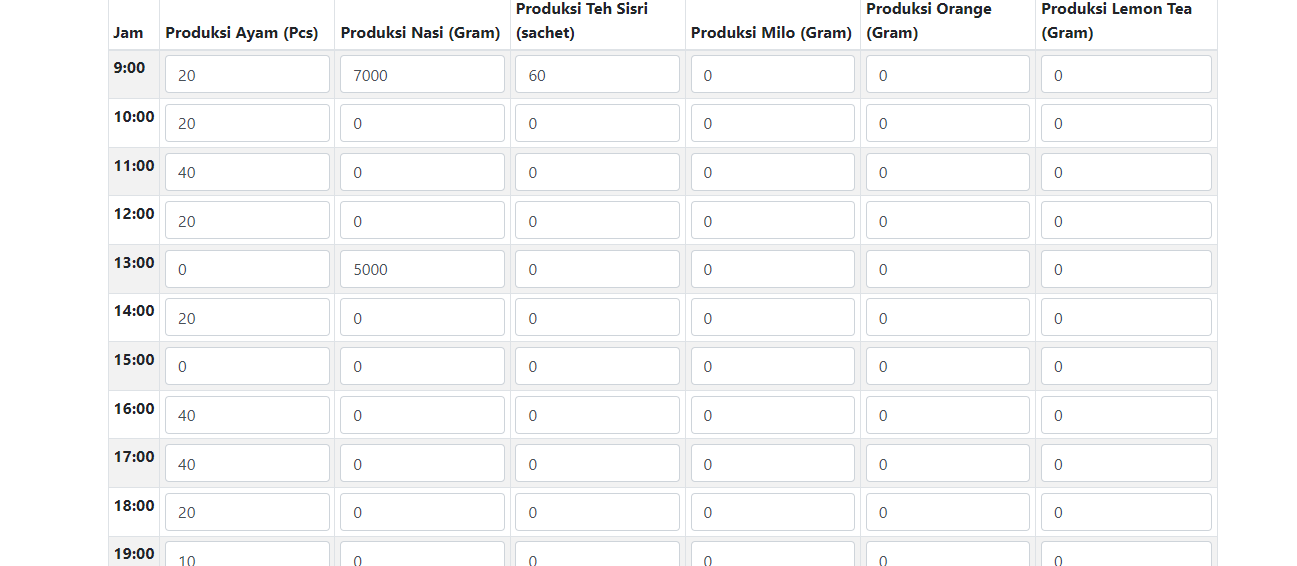 Jam Produksi Ayam (Pcs) Produksi Nasi (Gram) Produksi Teh Sisri (sachet) Produksi Milo (Gram) Produksi Orange (Gram) Produksi Lemon Tea (Gram)
9:00 20 7000 60 0 0 0
10:00 20 0 0 0 0 0
11:00 40 0 0 0 0 0
12:00 20 0 0 0 0 0
13:00 0 5000 0 0 0 0
14:00 20 0 0 0 0 0
15:00 0 0 0 0 0 0
16:00 40 0 0 0 0 0
17:00 40 0 0 0 0 0
18:00 20 0 0 0 0 0
19:00 10 0 0 0 0 0